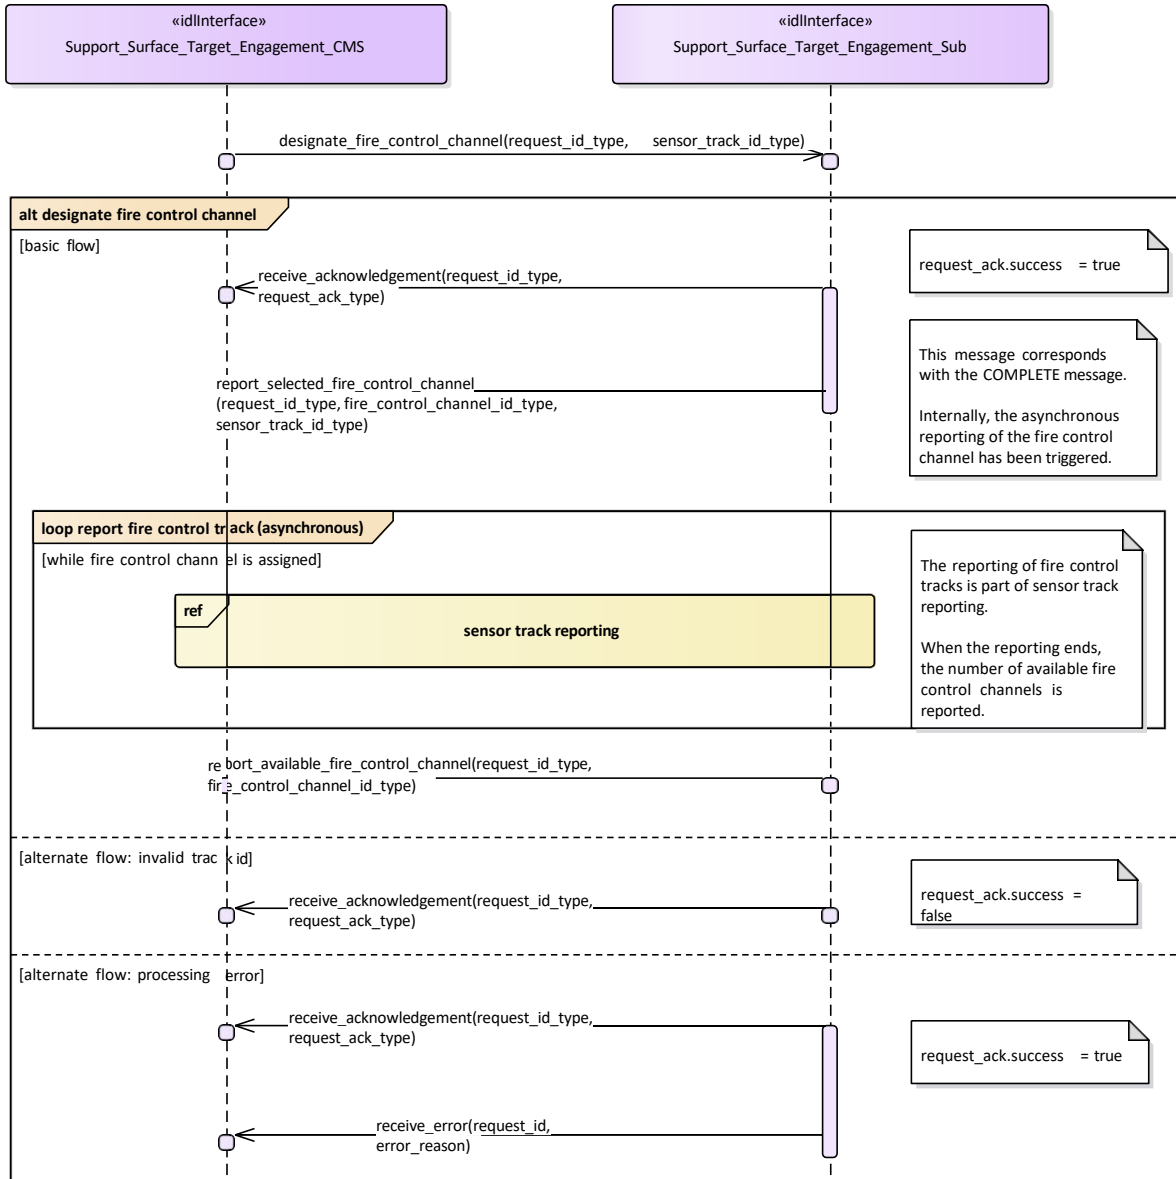 «idlInterface»
Support_Surface_Target_Engagement_CMS
«idlInterface»
Support_Surface_Target_Engagement_Sub
designate_fire_control_channel(request_id_type, sensor_track_id_type)
alt designate fire control channel
[basic flow]
request_ack.success = true
receive_acknowledgement(request_id_type,
request_ack_type)
This message corresponds
with the COMPLETE message.
Internally, the asynchronous
reporting of the fire control
channel has been triggered.
report_selected_fire_control_channel
(request_id_type, fire_control_channel_id_type,
sensor_track_id_type)
loop report fire control track (asynchronous)
[while fire control channel is assigned]
The reporting of fire control
tracks is part of sensor track
reporting.
When the reporting ends,
the number of available fire
control channels is
reported.
ref
sensor track reporting
report_available_fire_control_channel(request_id_type,
fire_control_channel_id_type)
[alternate flow: invalid track id]
request_ack.success =
false
receive_acknowledgement(request_id_type,
request_ack_type)
[alternate flow: processing error]
receive_acknowledgement(request_id_type,
request_ack_type)
request_ack.success = true
receive_error(request_id,
error_reason)